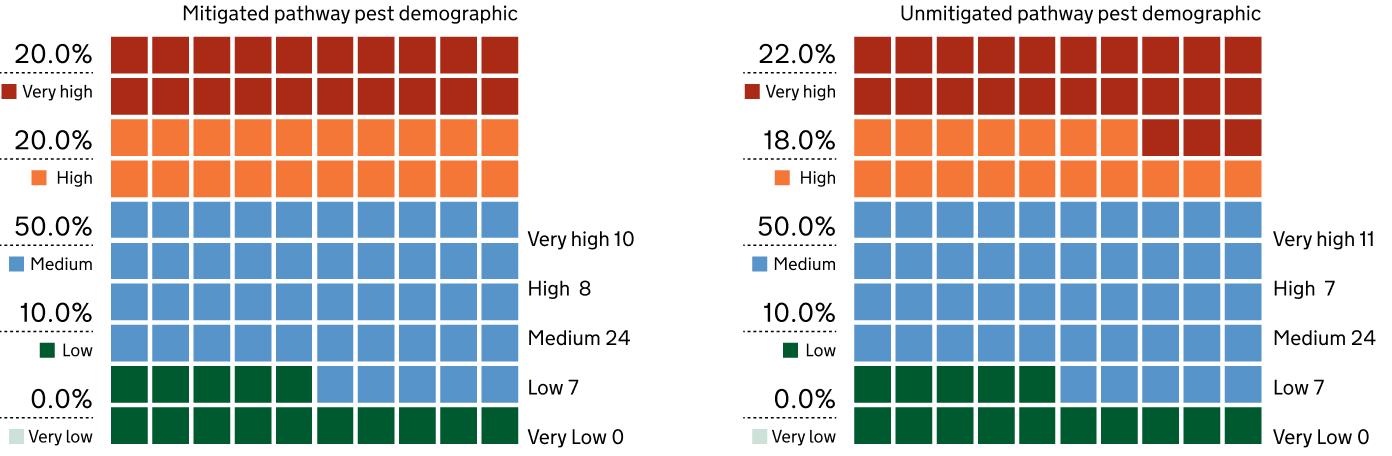 Mitigated pathway pest demographic
20.0%
Very high
20.0%
High
50.0%
Medium
10.0%
Low
0.0%
Very low
Very high 10
High 8
Medium 24
Low 7
Very Low 0
Unmitigated pathway pest demographic
22.0%
Very high
18.0%
High
50.0%
Medium
10.0%
Low
0.0%
Very low
Very high 11
High 7
Medium 24
Low 7
Very Low 0